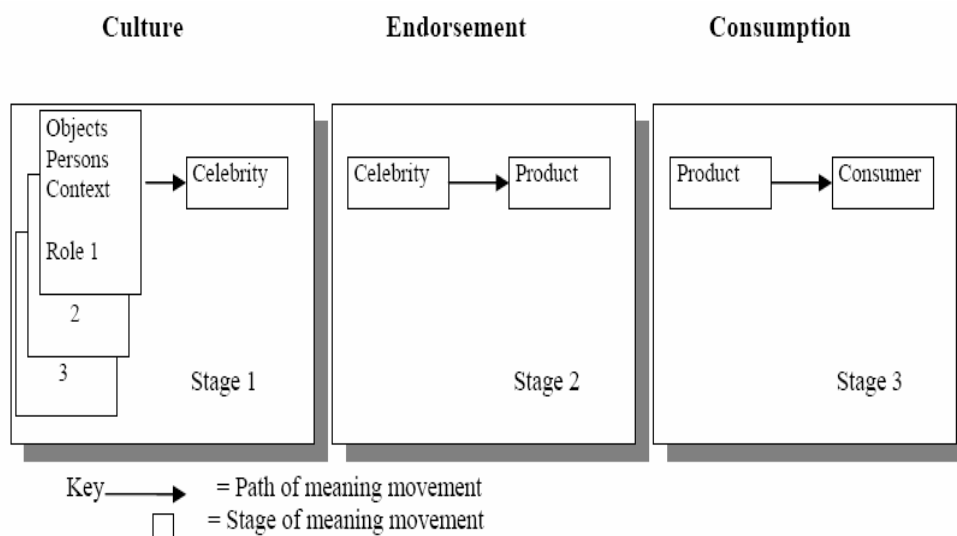 Culture Endorsement Consumption
Objects
Persons
Context
Role 1
2
3
Celebrity
Stage 1
Celebrity Product
Stage 2
Product Consumer
Stage 3
Key = Path of meaning movement
= Stage of meaning movement